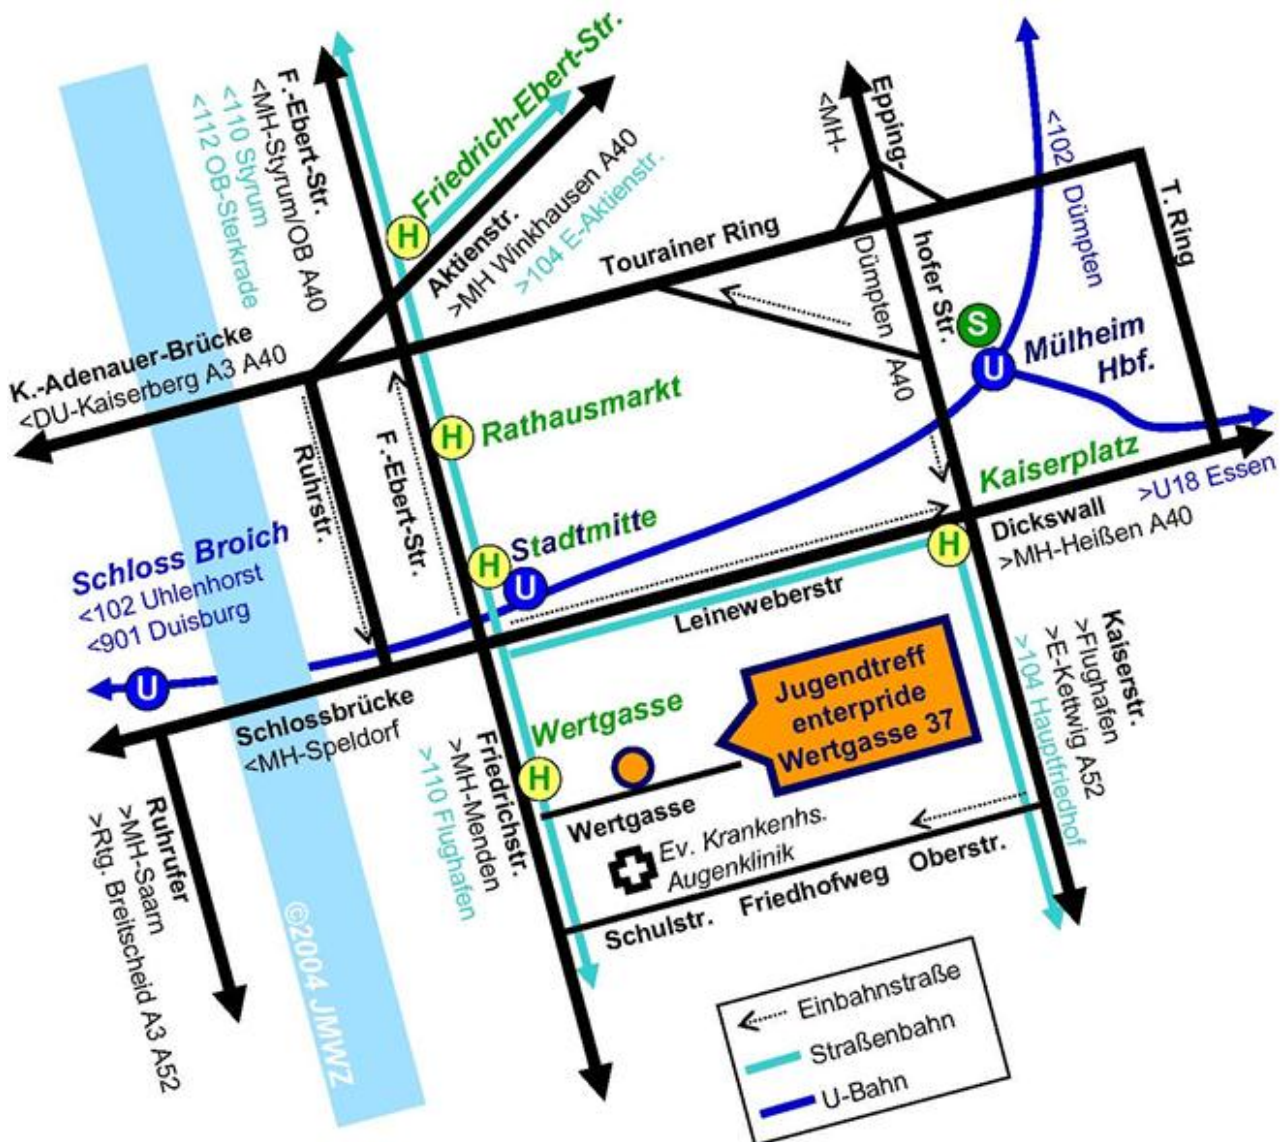 F.-Ebert-Str.
<MH-Styrum/OB A40
<110 Styrum
<112 OB-Sterkrade
Friedrich-Ebert-Str.
H
Aktienstr.
>MH Winkhausen A40
>104 E-Aktienstr.
Tourainer Ring
Epping-
<MH-
hofer Str.
Dümpten A40
<102 Dümpten
T. Ring
S
U
Mülheim
Hbf.
K.-Adenauer-Brücke
<DU-Kaiserberg A3 A40
Ruhrstr.
F.-Ebert-Str.
H
Rathausmarkt
H
Stadtmitte
U
Kaiserplatz
>U18 Essen
H
Dickswall
>MH-Heißen A40
Schloss Broich
<102 Uhlenhorst
<901 Duisburg
U
Leineweberstr
Schlossbrücke
<MH-Speldorf
Kaiserstr.
>Flughafen
>E-Kettwig A52
>104 Hauptfriedhof
Jugendtreff
enterpride
Wertgasse 37
Wertgasse
H
Friedrichstr.
>MH-Menden
>110 Flughafen
Wertgasse
Ev. Krankenhs.
Augenklinik
Schulstr. Friedhofweg Oberstr.
Ruhrufer
>MH-Saarn
>Rtg. Breitscheid A3 A52
©2004 JMWZ
Einbahnstraße
Straßenbahn
U-Bahn